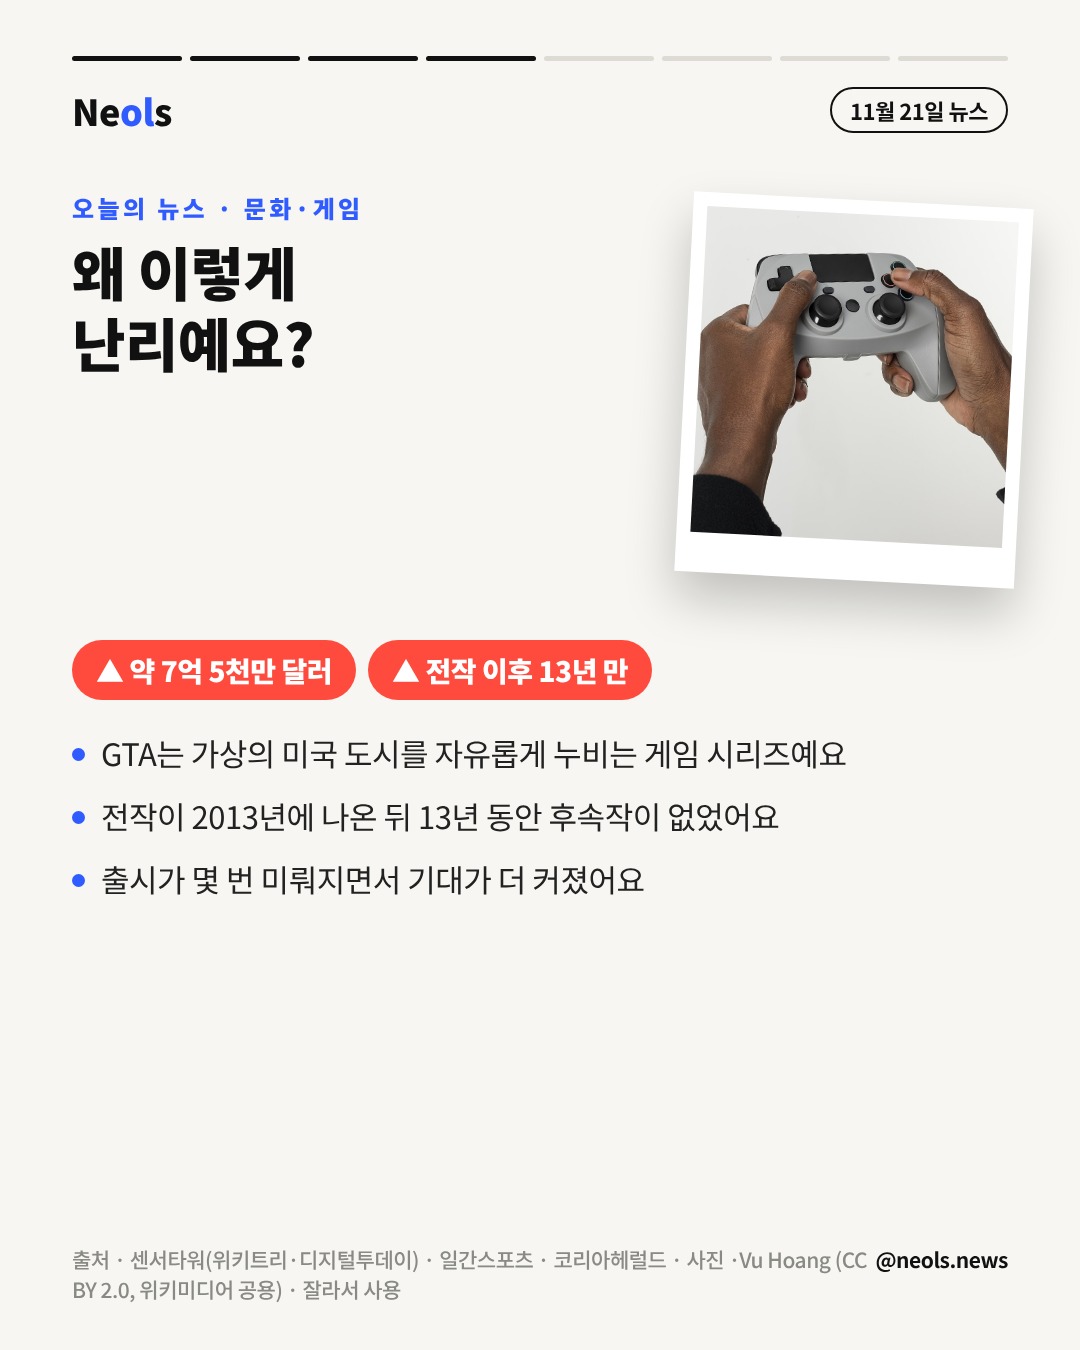 Neols
11월 21일 뉴스
오늘의 뉴스 · 문화·게임
왜 이렇게
난리예요?
▲ 약 7억 5천만 달러
▲ 전작 이후 13년 만
GTA는 가상의 미국 도시를 자유롭게 누비는 게임 시리즈예요
전작이 2013년에 나온 뒤 13년 동안 후속작이 없었어요
출시가 몇 번 미뤄지면서 기대가 더 커졌어요
출처 · 센서타워(위키트리·디지털투데이) · 일간스포츠 · 코리아헤럴드 · 사진 ·Vu Hoang (CC
BY 2.0, 위키미디어 공용) · 잘라서 사용
@neols.news